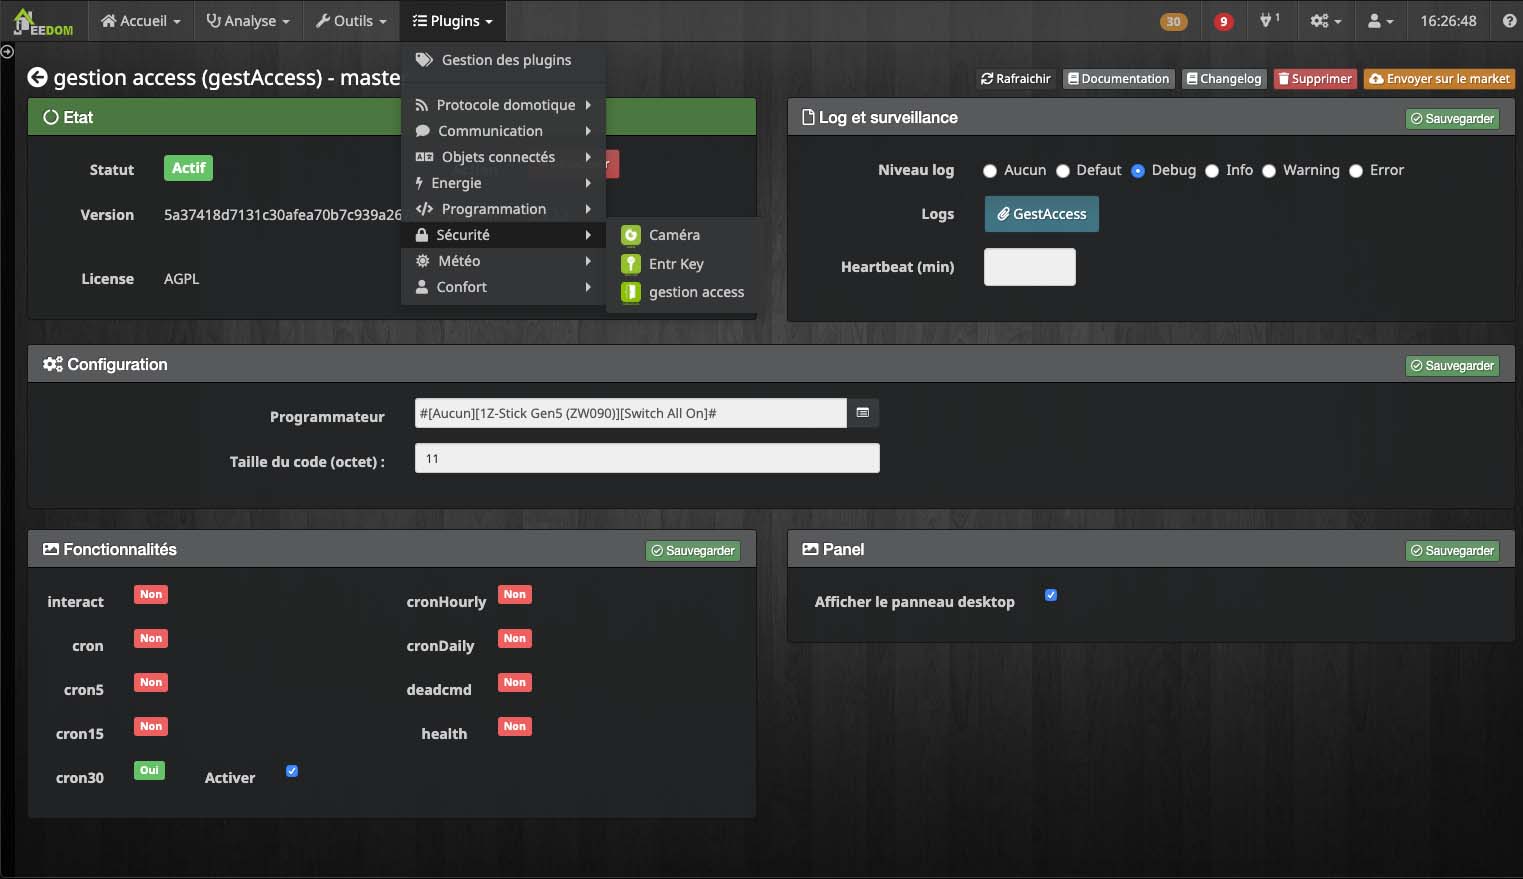 JEEDOM Accueil Analyse Outils Plugins 30 9 1 16:26:48
gestion access (gestAccess) - maste
Rafraichir Documentation Changelog Supprimer Envoyer sur le market
Gestion des plugins
Protocole domotique
Communication
Objets connectés
Energie
Programmation
Sécurité
Météo
Confort
Caméra
Entr Key
gestion access
Etat
Statut Actif
Version 5a37418d7131c30afea70b7c939a26
License AGPL
Log et surveillance Sauvegarder
Niveau log Aucun Defaut Debug Info Warning Error
Logs GestAccess
Heartbeat (min)
Configuration Sauvegarder
Programmateur #[Aucun][1Z-Stick Gen5 (ZW090)][Switch All On]#
Taille du code (octet) : 11
Fonctionnalités Sauvegarder
interact Non cronHourly Non
cron Non cronDaily Non
cron5 Non deadcmd Non
cron15 Non health Non
cron30 Oui Activer
Panel Sauvegarder
Afficher le panneau desktop